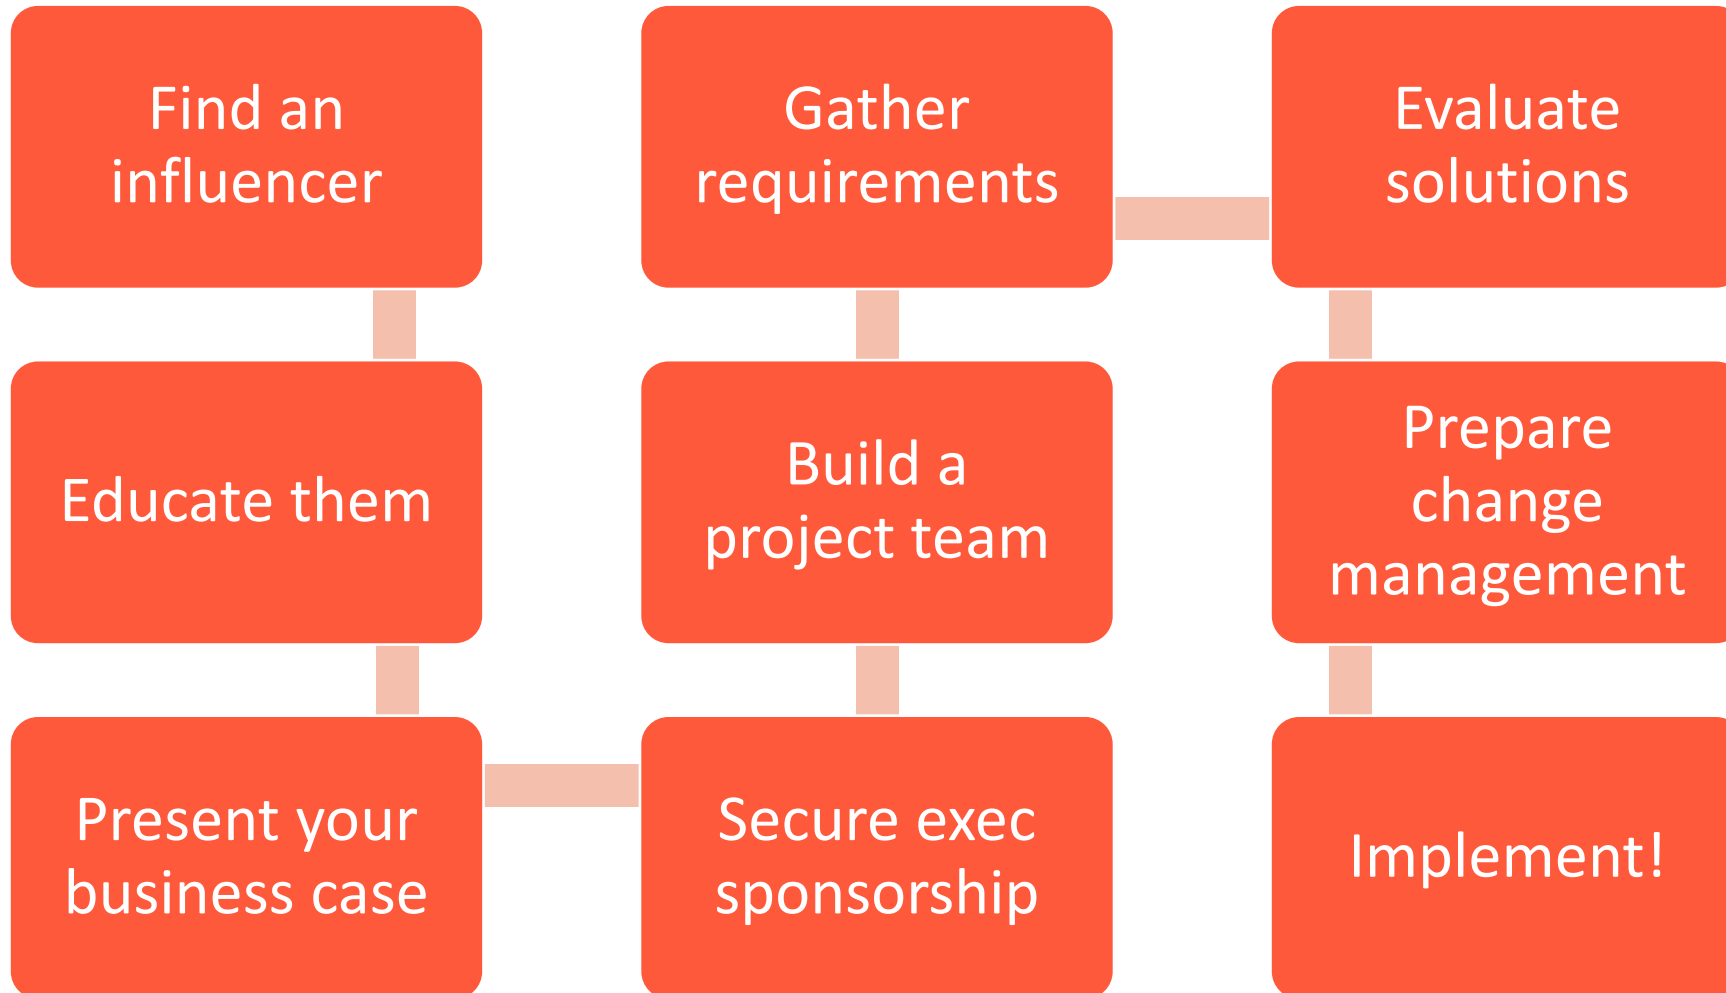 Find an
influencer
Educate them
Present your
business case
Secure exec
sponsorship
Build a
project team
Gather
requirements
Evaluate
solutions
Prepare
change
management
Implement!